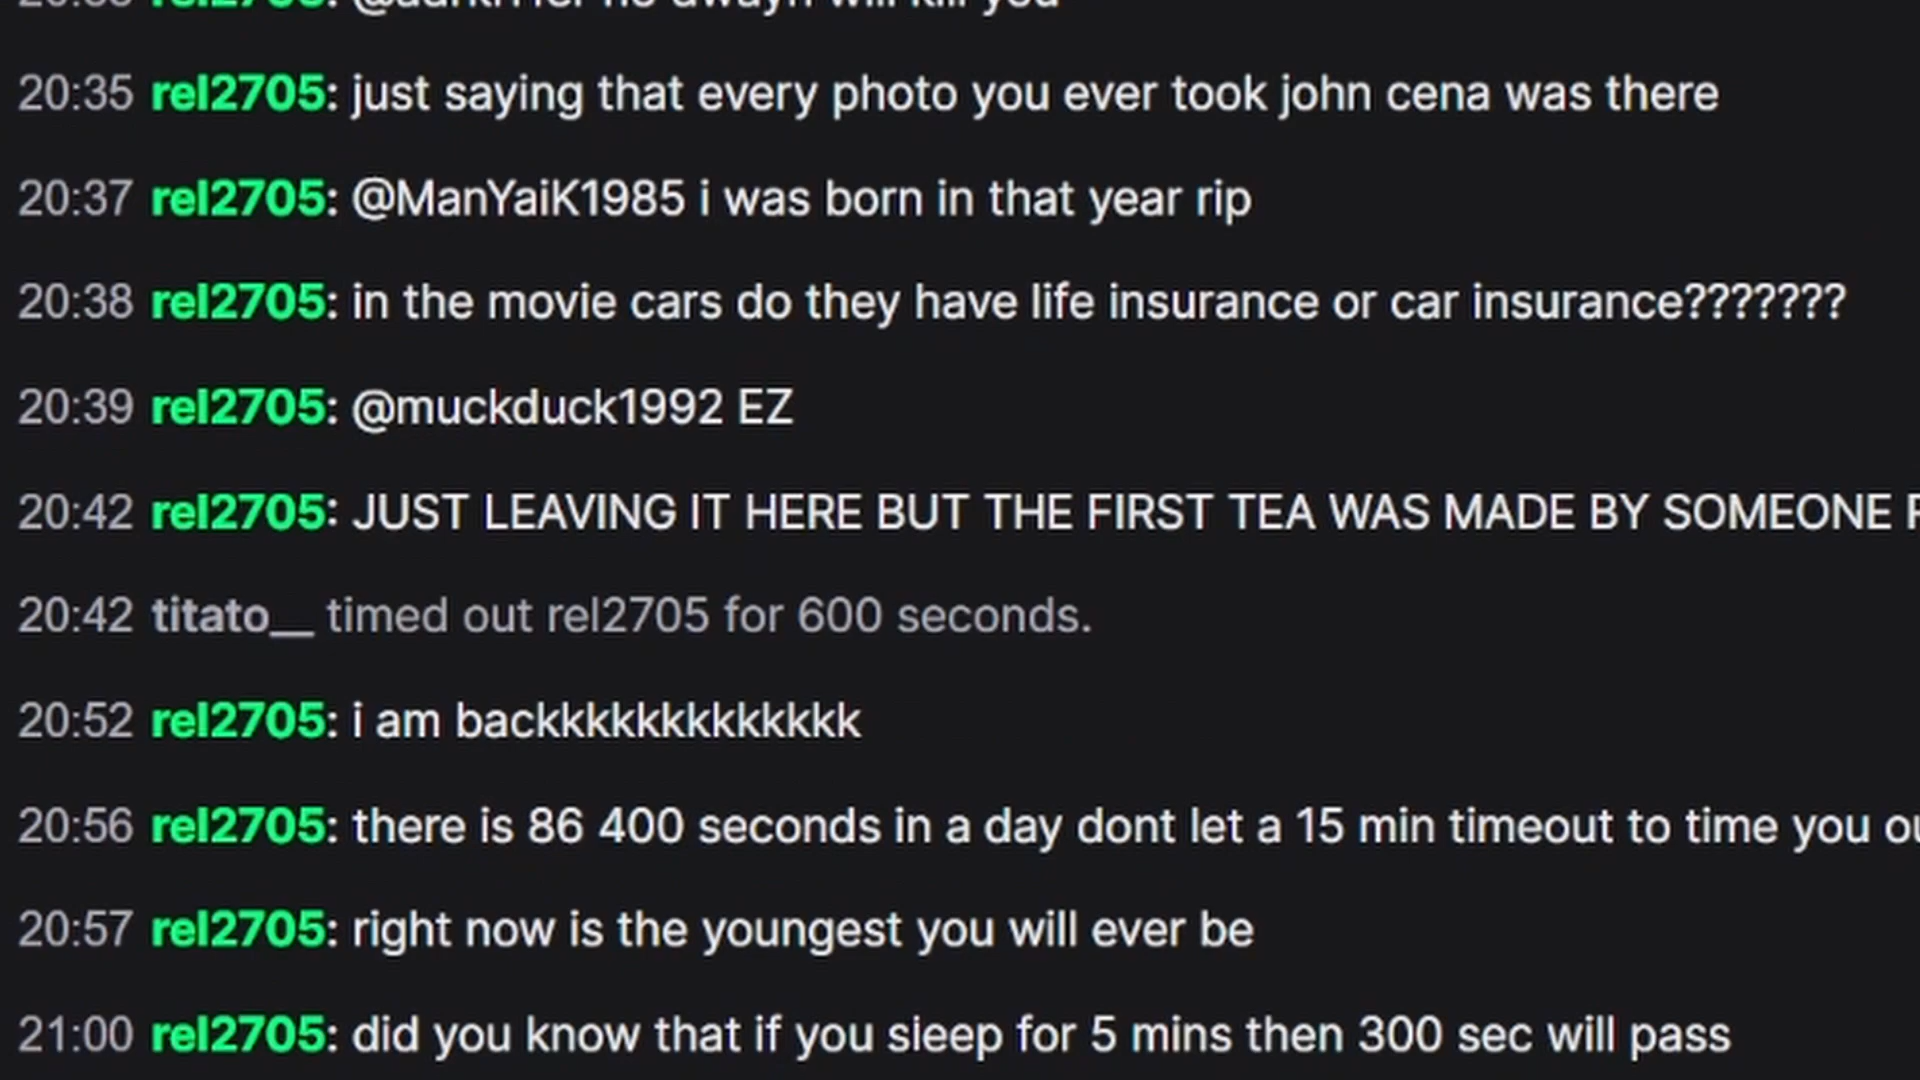 will kill you
20:35 rel2705: just saying that every photo you ever took john cena was there
20:37 rel2705: @ManYaiK1985 i was born in that year rip
20:38 rel2705: in the movie cars do they have life insurance or car insurance???????
20:39 rel2705: @muckduck1992 EZ
20:42 rel2705: JUST LEAVING IT HERE BUT THE FIRST TEA WAS MADE BY SOMEONE
20:42 titato__ timed out rel2705 for 600 seconds.
20:52 rel2705: i am backkkkkkkkkkkkkk
20:56 rel2705: there is 86 400 seconds in a day dont let a 15 min timeout to time you
20:57 rel2705: right now is the youngest you will ever be
21:00 rel2705: did you know that if you sleep for 5 mins then 300 sec will pass